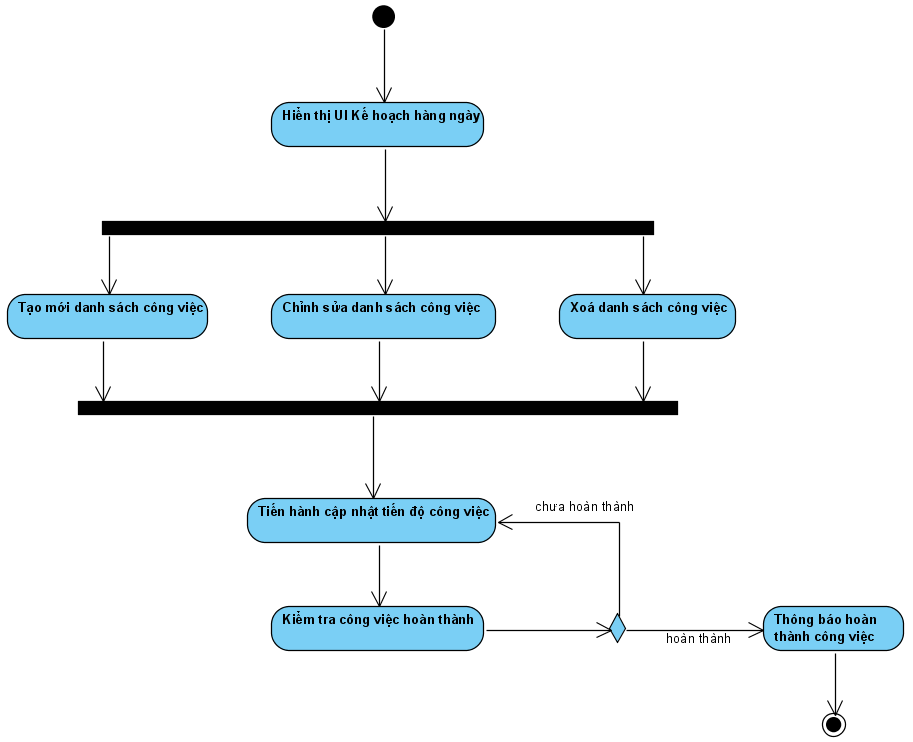 Hiển thị UI Kế hoạch hàng ngày
Tạo mới danh sách công việc
Chỉnh sửa danh sách công việc
Xoá danh sách công việc
Tiến hành cập nhật tiến độ công việc
chưa hoàn thành
Kiểm tra công việc hoàn thành
hoàn thành
Thông báo hoàn
thành công việc